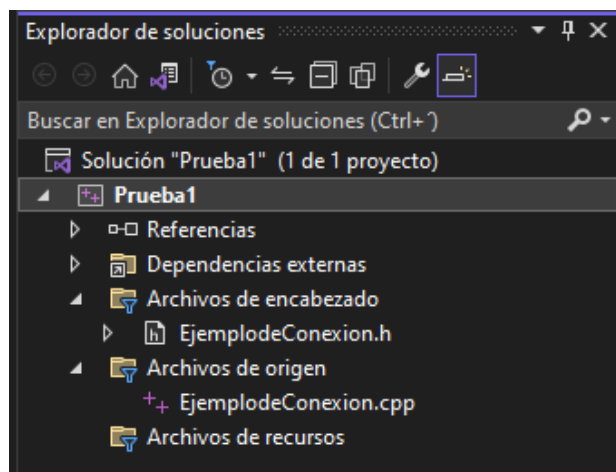 Explorador de soluciones
Buscar en Explorador de soluciones (Ctrl+´)
Solución "Prueba1" (1 de 1 proyecto)
Prueba1
Referencias
Dependencias externas
Archivos de encabezado
EjemplodeConexion.h
Archivos de origen
EjemplodeConexion.cpp
Archivos de recursos